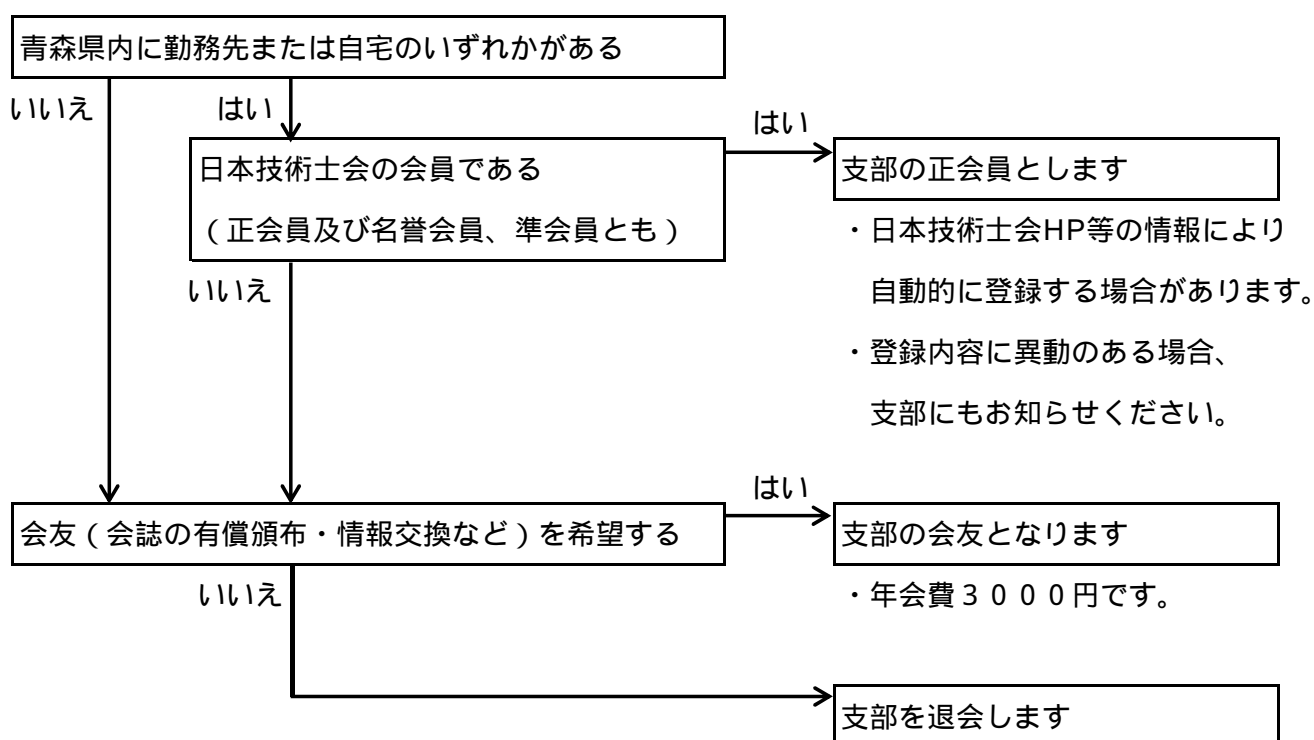 青森県内に勤務先または自宅のいずれかがある
いいえ
はい
はい
日本技術士会の会員である
（正会員及び名誉会員、準会員とも）
支部の正会員とします
・日本技術士会HP等の情報により
自動的に登録する場合があります。
・登録内容に異動のある場合、
支部にもお知らせください。
いいえ
はい
会友（会誌の有償頒布・情報交換など）を希望する
支部の会友となります
・年会費３０００円です。
いいえ
支部を退会します